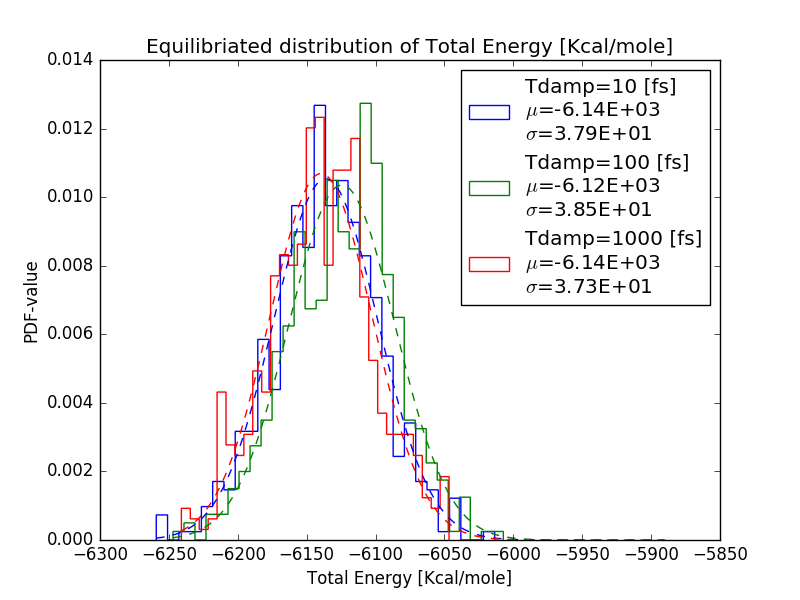 Equilibriated distribution of Total Energy [Kcal/mole]
0.014
0.012
0.010
0.008
0.006
0.004
0.002
0.000
PDF-value
Tdamp=10 [fs]
μ=-6.14E+03
σ=3.79E+01
Tdamp=100 [fs]
μ=-6.12E+03
σ=3.85E+01
Tdamp=1000 [fs]
μ=-6.14E+03
σ=3.73E+01
−6300 −6250 −6200 −6150 −6100 −6050 −6000 −5950 −5900 −5850
Total Energy [Kcal/mole]